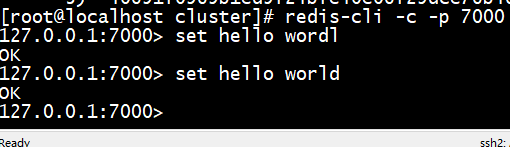 [root@localhost cluster]# redis-cli -c -p 7000
127.0.0.1:7000> set hello wordl
OK
127.0.0.1:7000> set hello world
OK
127.0.0.1:7000>
Ready ssh2: